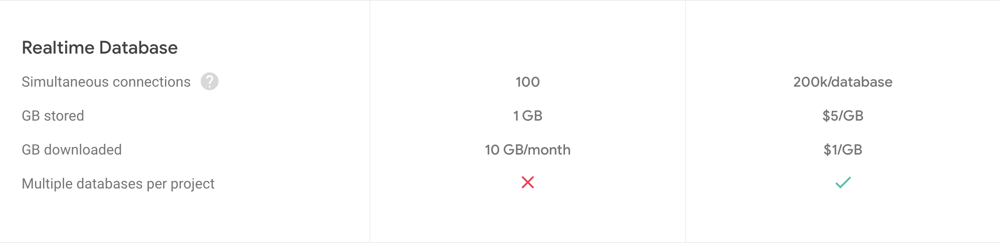 Realtime Database
Simultaneous connections ? 100 200k/database
GB stored 1 GB $5/GB
GB downloaded 10 GB/month $1/GB
Multiple databases per project